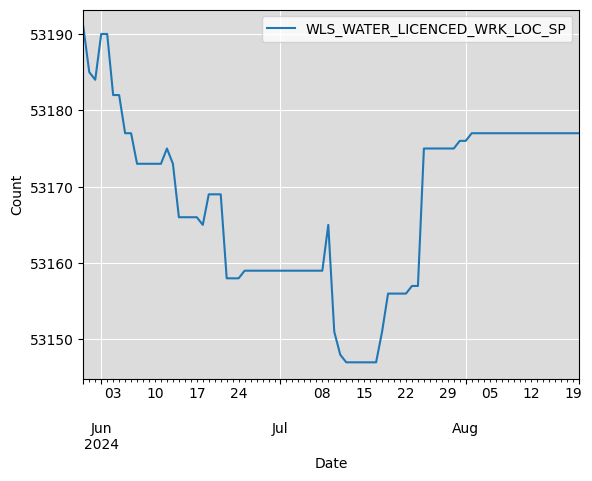 WLS_WATER_LICENCED_WRK_LOC_SP
53190
53180
53170
53160
53150
Count
03 10 17 24 08 15 22 29 05 12 19
Jun Jul Aug
2024
Date